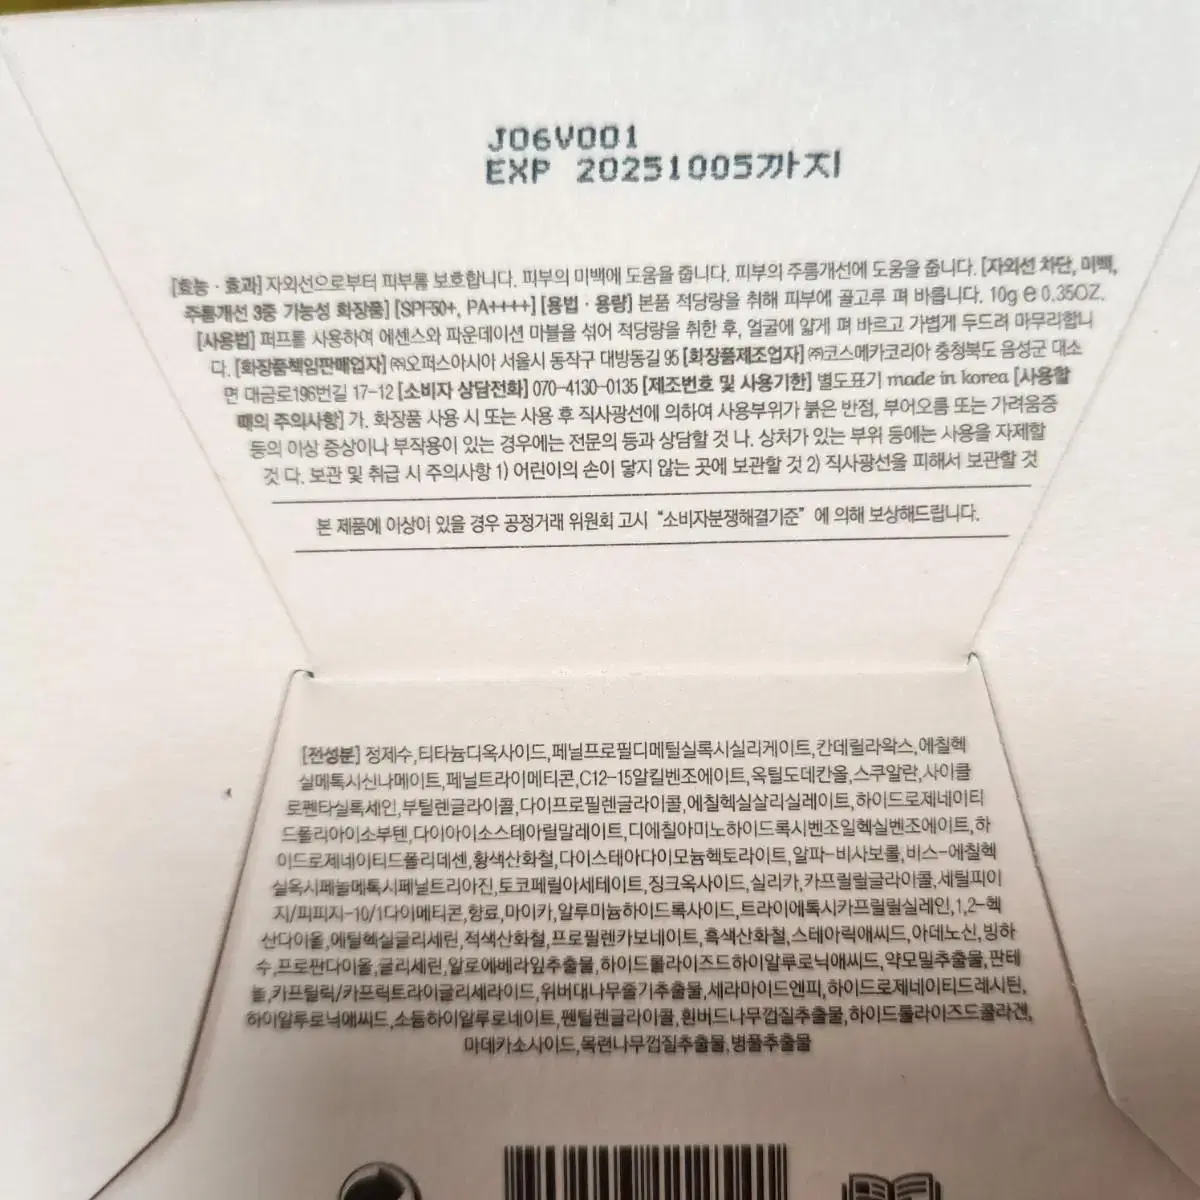 J06V001
EXP 20251005까지
[효능·효과] 자외선으로부터 피부를 보호합니다. 피부의 미백에 도움을 줍니다. 피부의 주름개선에 도움을 줍니다. [자외선 차단, 미백,
주름개선 3중 기능성 화장품] [SPF50+, PA++++] [용법·용량] 본품 적당량을 취해 피부에 골고루 펴 바릅니다. 10g ℮ 0.35OZ.
[사용법] 퍼프를 사용하여 에센스와 파운데이션 마블을 섞어 적당량을 취한 후, 얼굴에 얇게 펴 바르고 가볍게 두드려 마무리합니
다. [화장품책임판매업자] ㈜오퍼스아시아 서울시 동작구 대방동길 95 [화장품제조업자] ㈜코스메카코리아 충청북도 음성군 대소
면 대금로196번길 17-12 [소비자 상담전화] 070-4130-0135 [제조번호 및 사용기한] 별도표기 made in korea [사용할
때의 주의사항] 가. 화장품 사용 시 또는 사용 후 직사광선에 의하여 사용부위가 붉은 반점, 부어오름 또는 가려움증
등의 이상 증상이나 부작용이 있는 경우에는 전문의 등과 상담할 것 나. 상처가 있는 부위 등에는 사용을 자제할
것 다. 보관 및 취급 시 주의사항 1) 어린이의 손이 닿지 않는 곳에 보관할 것 2) 직사광선을 피해서 보관할 것
본 제품에 이상이 있을 경우 공정거래 위원회 고시 "소비자분쟁해결기준" 에 의해 보상해드립니다.
[전성분] 정제수,티타늄디옥사이드,페닐프로필디메틸실록시실리케이트,칸데릴라왁스,에칠헥
실메톡시신나메이트,페닐트라이메티콘,C12-15알킬벤조에이트,옥틸도데칸올,스쿠알란,사이클
로펜타실록세인,부틸렌글라이콜,다이프로필렌글라이콜,에칠헥실살리실레이트,하이드로제네이티
드폴리아이소부텐,다이아이소스테아릴말레이트,디에칠아미노하이드록시벤조일헥실벤조에이트,하
이드로제네이티드폴리데센,황색산화철,다이스테아다이모늄헥토라이트,알파-비사보롤,비스-에칠헥
실옥시페놀메톡시페닐트리아진,토코페릴아세테이트,징크옥사이드,실리카,카프릴릴글라이콜,세틸피이
지/피피지-10/1다이메티콘,향료,마이카,알루미늄하이드록사이드,트라이에톡시카프릴릴실레인,1,2-헥
산다이올,에틸헥실글리세린,적색산화철,프로필렌카보네이트,흑색산화철,스테아릭애씨드,아데노신,빙하
수,프로판다이올,글리세린,알로에베라잎추출물,하이드롤라이즈드하이알루로닉애씨드,약모밀추출물,판테
놀,카프릴릭/카프릭트라이글리세라이드,위버대나무줄기추출물,세라마이드엔피,하이드로제네이티드레시틴,
하이알루로닉애씨드,소듐하이알루로네이트,펜틸렌글라이콜,흰버드나무껍질추출물,하이드롤라이즈드콜라겐,
마데카소사이드,목련나무껍질추출물,병풀추출물